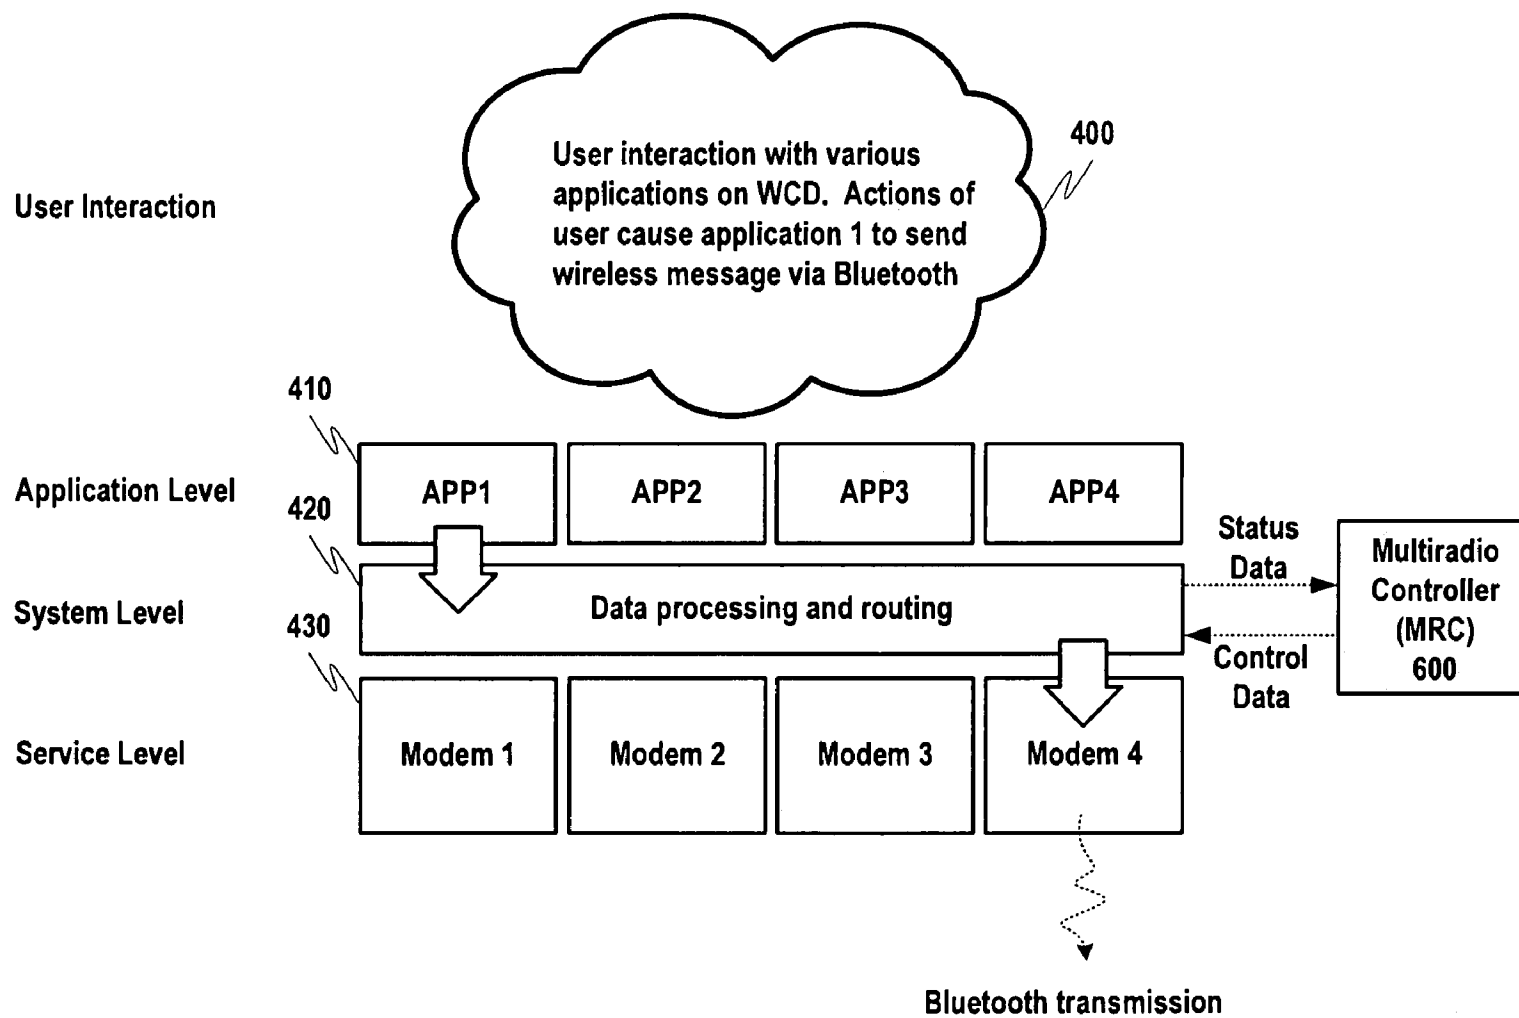 User interaction with various
applications on WCD. Actions of
user cause application 1 to send
wireless message via Bluetooth
400
User Interaction
410
Application Level
APP1
APP2
APP3
APP4
420
Status
Data
Multiradio
Controller
(MRC)
600
System Level
Data processing and routing
430
Control
Data
Service Level
Modem 1
Modem 2
Modem 3
Modem 4
Bluetooth transmission